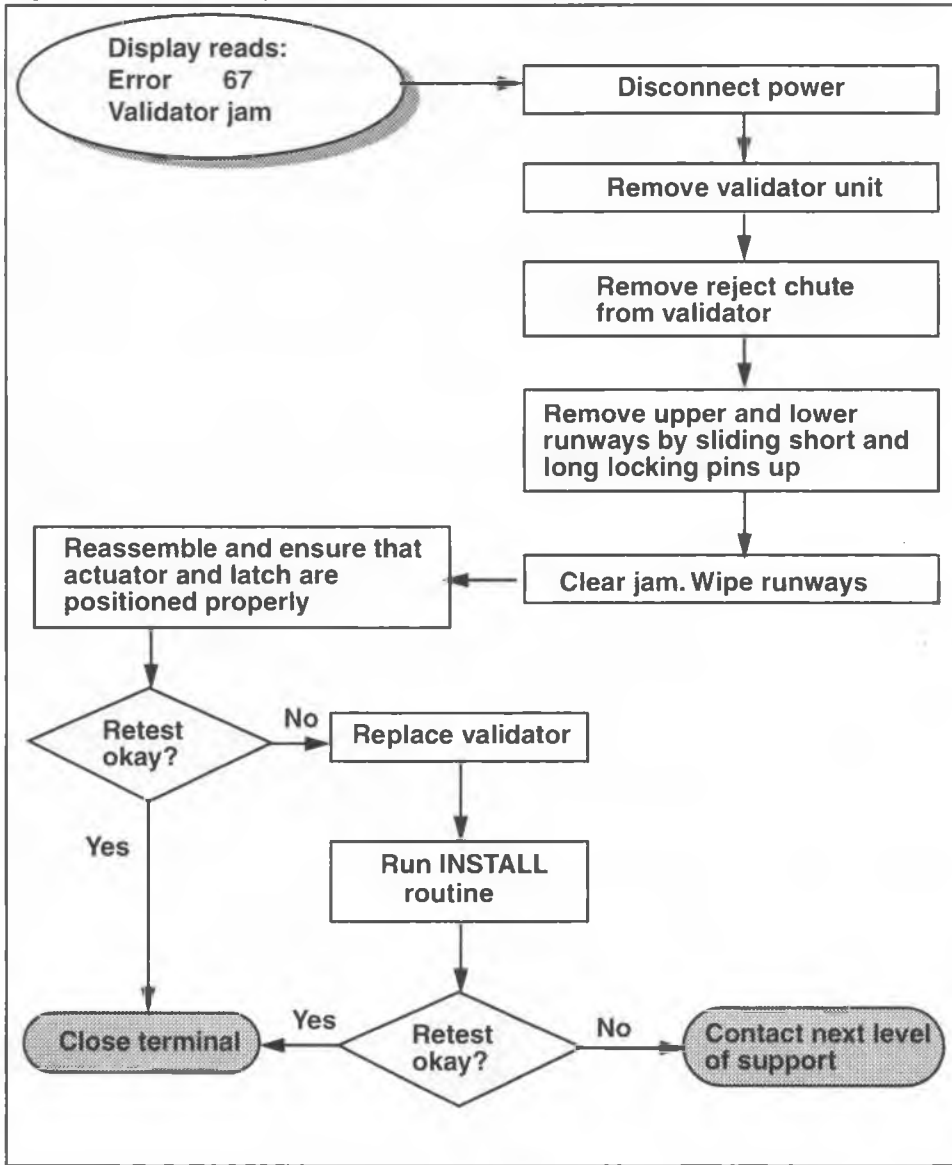 Display reads:
Error 67
Validator jam
Disconnect power
Remove validator unit
Remove reject chute
from validator
Remove upper and lower
runways by sliding short and
long locking pins up
Clear jam. Wipe runways
Reassemble and ensure that
actuator and latch are
positioned properly
Retest
okay?
No
Replace validator
Yes
Run INSTALL
routine
Retest
okay?
Yes
Close terminal
No
Contact next level
of support